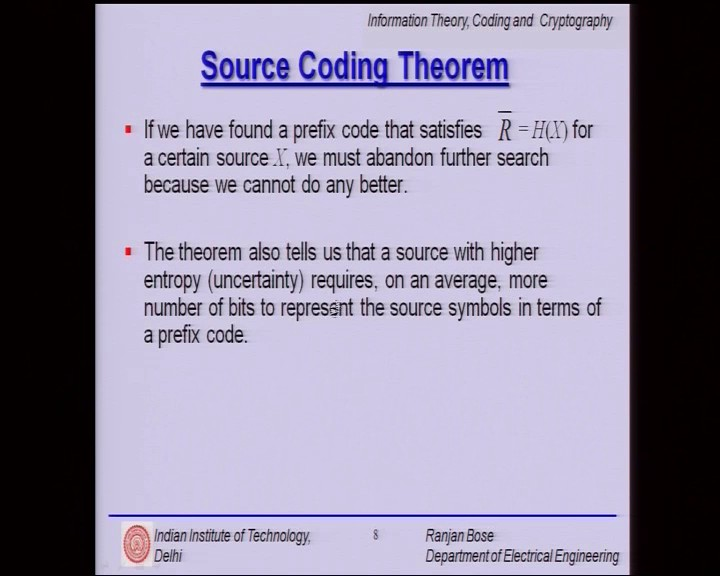 Information Theory, Coding and Cryptography
Source Coding Theorem
If we have found a prefix code that satisfies R̅ = H(X) for
a certain source X, we must abandon further search
because we cannot do any better.
The theorem also tells us that a source with higher
entropy (uncertainty) requires, on an average, more
number of bits to represent the source symbols in terms of
a prefix code.
Indian Institute of Technology,
Delhi
8
Ranjan Bose
Department of Electrical Engineering